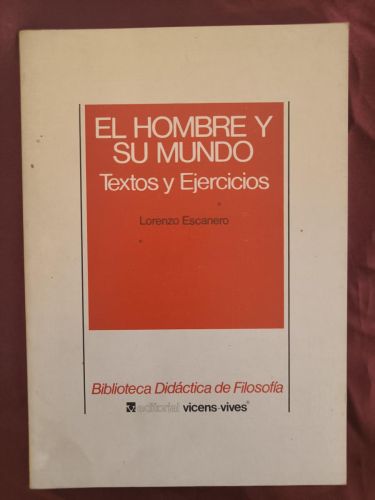 EL HOMBRE Y
SU MUNDO
Textos y Ejercicios
Lorenzo Escanero
Biblioteca Didáctica de Filosofía
editorial vicens-vives®